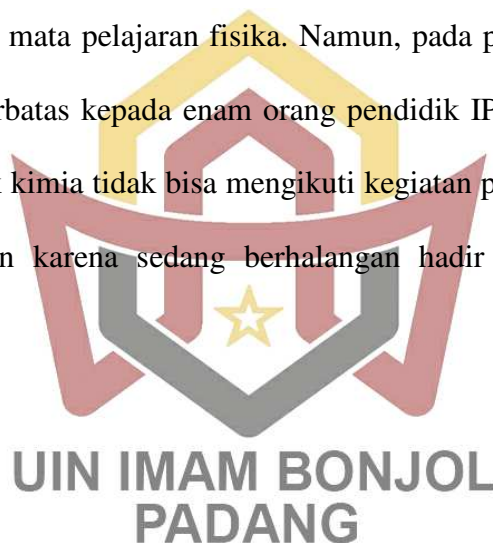 mata pelajaran fisika. Namun, pada p
rbatas kepada enam orang pendidik IP
k kimia tidak bisa mengikuti kegiatan p
n karena sedang berhalangan hadir
UIN IMAM BONJOL
PADANG